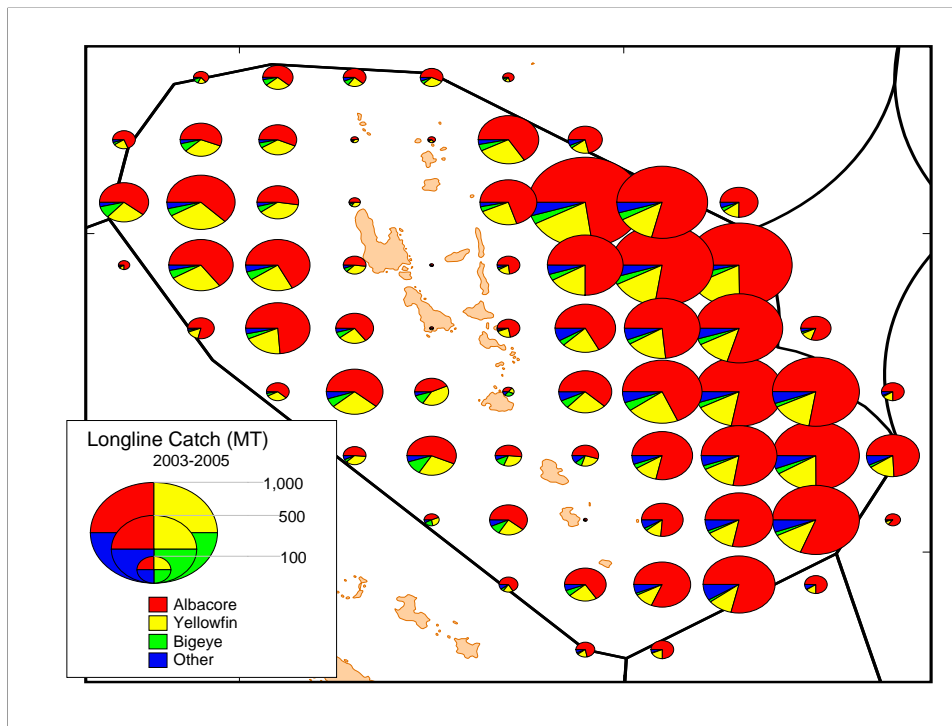 Longline Catch (MT)
2003-2005
1,000
500
100
Albacore
Yellowfin
Bigeye
Other